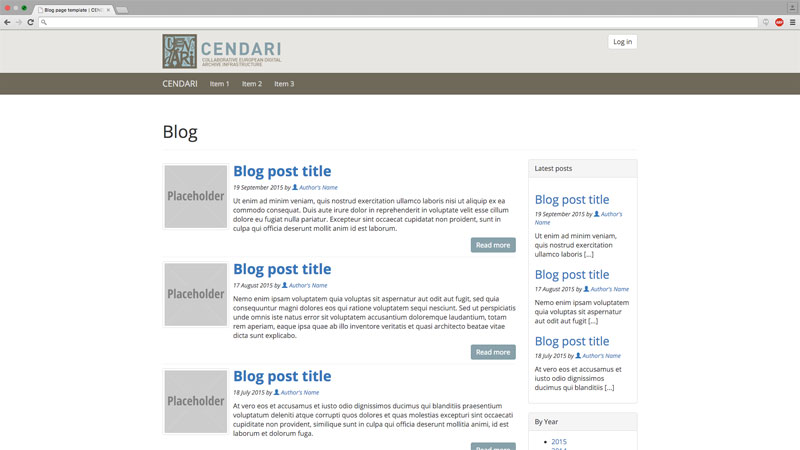 Blog page template | CEN
CENDARI
COLLABORATIVE EUROPEAN DIGITAL
ARCHIVE INFRASTRUCTURE
Log in
CENDARI Item 1 Item 2 Item 3
Blog
Placeholder
Blog post title
19 September 2015 by Author's Name
Ut enim ad minim veniam, quis nostrud exercitation ullamco laboris nisi ut aliquip ex ea
commodo consequat. Duis aute irure dolor in reprehenderit in voluptate velit esse cillum
dolore eu fugiat nulla pariatur. Excepteur sint occaecat cupidatat non proident, sunt in
culpa qui officia deserunt mollit anim id est laborum.
Read more
Placeholder
Blog post title
17 August 2015 by Author's Name
Nemo enim ipsam voluptatem quia voluptas sit aspernatur aut odit aut fugit, sed quia
consequuntur magni dolores eos qui ratione voluptatem sequi nesciunt. Sed ut perspiciatis
unde omnis iste natus error sit voluptatem accusantium doloremque laudantium, totam
rem aperiam, eaque ipsa quae ab illo inventore veritatis et quasi architecto beatae vitae
dicta sunt explicabo.
Read more
Placeholder
Blog post title
18 July 2015 by Author's Name
At vero eos et accusamus et iusto odio dignissimos ducimus qui blanditiis praesentium
voluptatum deleniti atque corrupti quos dolores et quas molestias excepturi sint occaecati
cupiditate non provident, similique sunt in culpa qui officia deserunt mollitia animi, id est
laborum et dolorum fuga.
Latest posts
Blog post title
19 September 2015 by Author's
Name
Ut enim ad minim veniam,
quis nostrud exercitation
ullamco laboris [...]
Blog post title
17 August 2015 by Author's Name
Nemo enim ipsam voluptatem
quia voluptas sit aspernatur
aut odit aut fugit [...]
Blog post title
18 July 2015 by Author's Name
At vero eos et accusamus et
iusto odio dignissimos
ducimus qui blanditiis [...]
By Year
2015